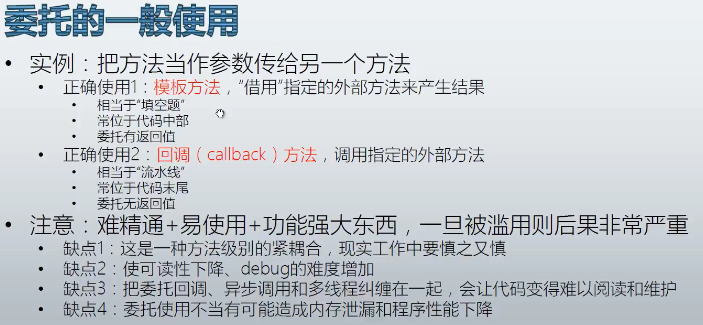 委托的一般使用
• 实例：把方法当作参数传给另一个方法
• 正确使用1：模板方法，“借用”指定的外部方法来产生结果
• 相当于“填空题”
• 常位于代码中部
• 委托有返回值
• 正确使用2：回调（callback）方法，调用指定的外部方法
• 相当于“流水线”
• 常位于代码末尾
• 委托无返回值
• 注意：难精通+易使用+功能强大东西，一旦被滥用则后果非常严重
• 缺点1：这是一种方法级别的紧耦合，现实工作中要慎之又慎
• 缺点2：使可读性下降、debug的难度增加
• 缺点3：把委托回调、异步调用和多线程纠缠在一起，会让代码变得难以阅读和维护
• 缺点4：委托使用不当有可能造成内存泄漏和程序性能下降